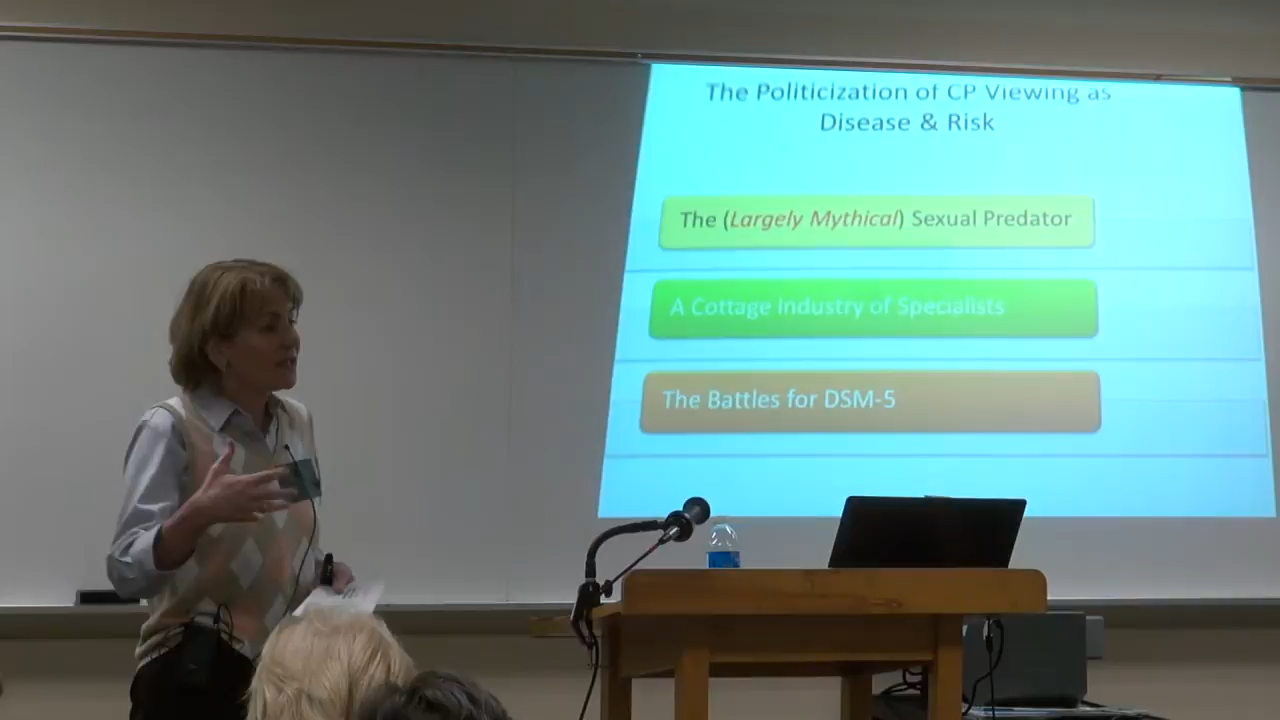 The Politicization of CP Viewing as
Disease & Risk
The (Largely Mythical) Sexual Predator
A Cottage Industry of Specialists
The Battles for DSM-5